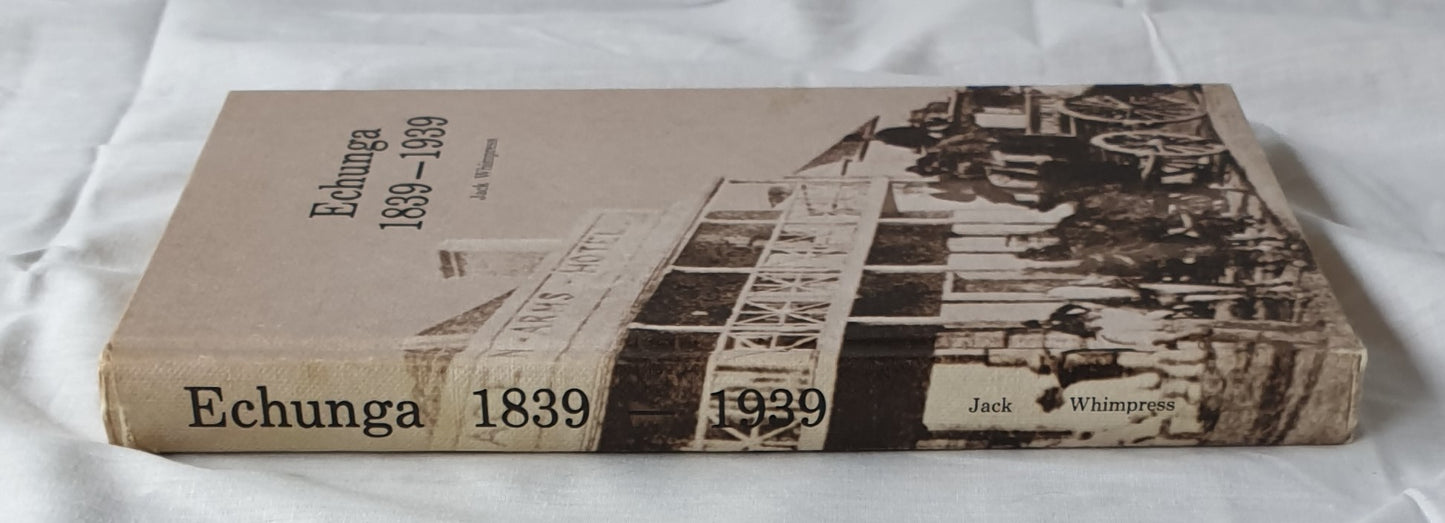 Echunga
1839–1939
Jack Whimpress
ARMS HOTEL
Echunga 1839 — 1939 Jack Whimpress